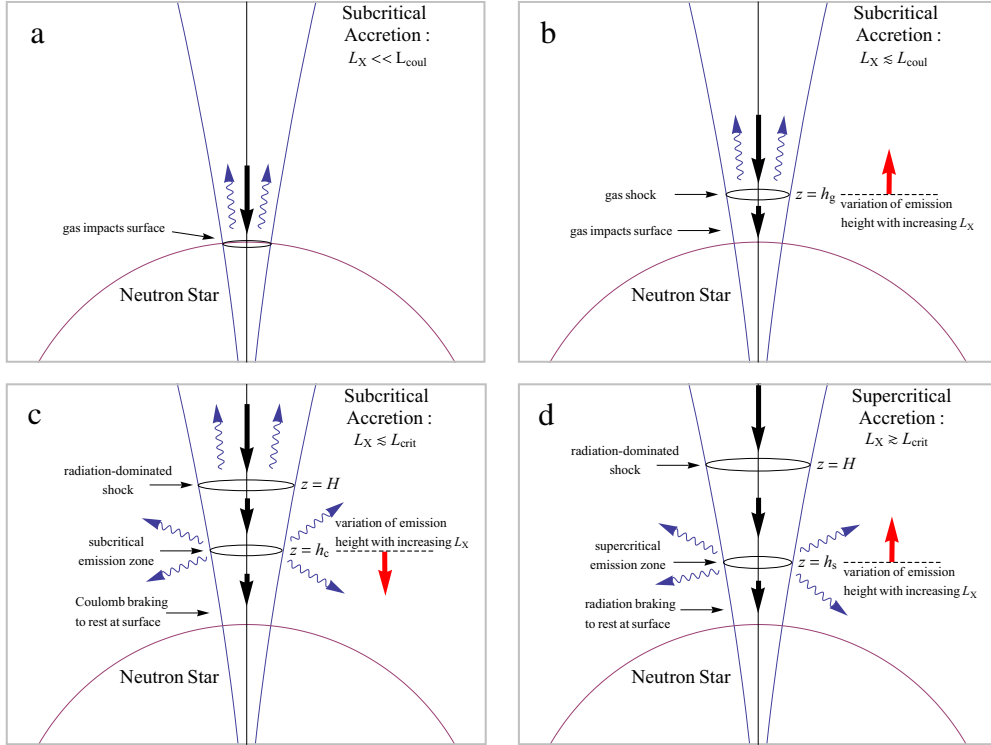 a
Subcritical
Accretion :
L_X << L_coul
gas impacts surface
Neutron Star
b
Subcritical
Accretion :
L_X ≲ L_coul
gas shock
z = h_g
variation of emission
height with increasing L_X
gas impacts surface
Neutron Star
c
Subcritical
Accretion :
L_X ≲ L_crit
radiation-dominated
shock
z = H
variation of emission
height with increasing L_X
subcritical
emission zone
z = h_c
Coulomb braking
to rest at surface
Neutron Star
d
Supercritical
Accretion :
L_X ≳ L_crit
radiation-dominated
shock
z = H
supercritical
emission zone
z = h_s
variation of emission
height with increasing L_X
radiation braking
to rest at surface
Neutron Star